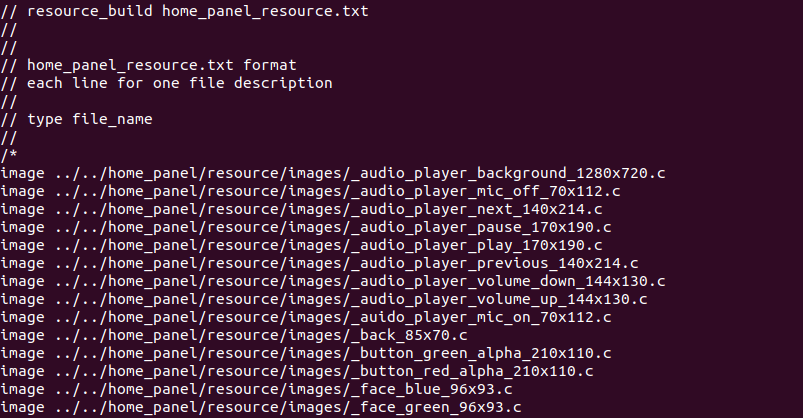 // resource_build home_panel_resource.txt
//
//
// home_panel_resource.txt format
// each line for one file description
//
// type file_name
//
/*
image ../../home_panel/resource/images/_audio_player_background_1280x720.c
image ../../home_panel/resource/images/_audio_player_mic_off_70x112.c
image ../../home_panel/resource/images/_audio_player_next_140x214.c
image ../../home_panel/resource/images/_audio_player_pause_170x190.c
image ../../home_panel/resource/images/_audio_player_play_170x190.c
image ../../home_panel/resource/images/_audio_player_previous_140x214.c
image ../../home_panel/resource/images/_audio_player_volume_down_144x130.c
image ../../home_panel/resource/images/_audio_player_volume_up_144x130.c
image ../../home_panel/resource/images/_auido_player_mic_on_70x112.c
image ../../home_panel/resource/images/_back_85x70.c
image ../../home_panel/resource/images/_button_green_alpha_210x110.c
image ../../home_panel/resource/images/_button_red_alpha_210x110.c
image ../../home_panel/resource/images/_face_blue_96x93.c
image ../../home_panel/resource/images/_face_green_96x93.c